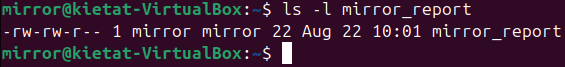 mirror@kietat-VirtualBox:~$ ls -l mirror_report
-rw-rw-r-- 1 mirror mirror 22 Aug 22 10:01 mirror_report
mirror@kietat-VirtualBox:~$